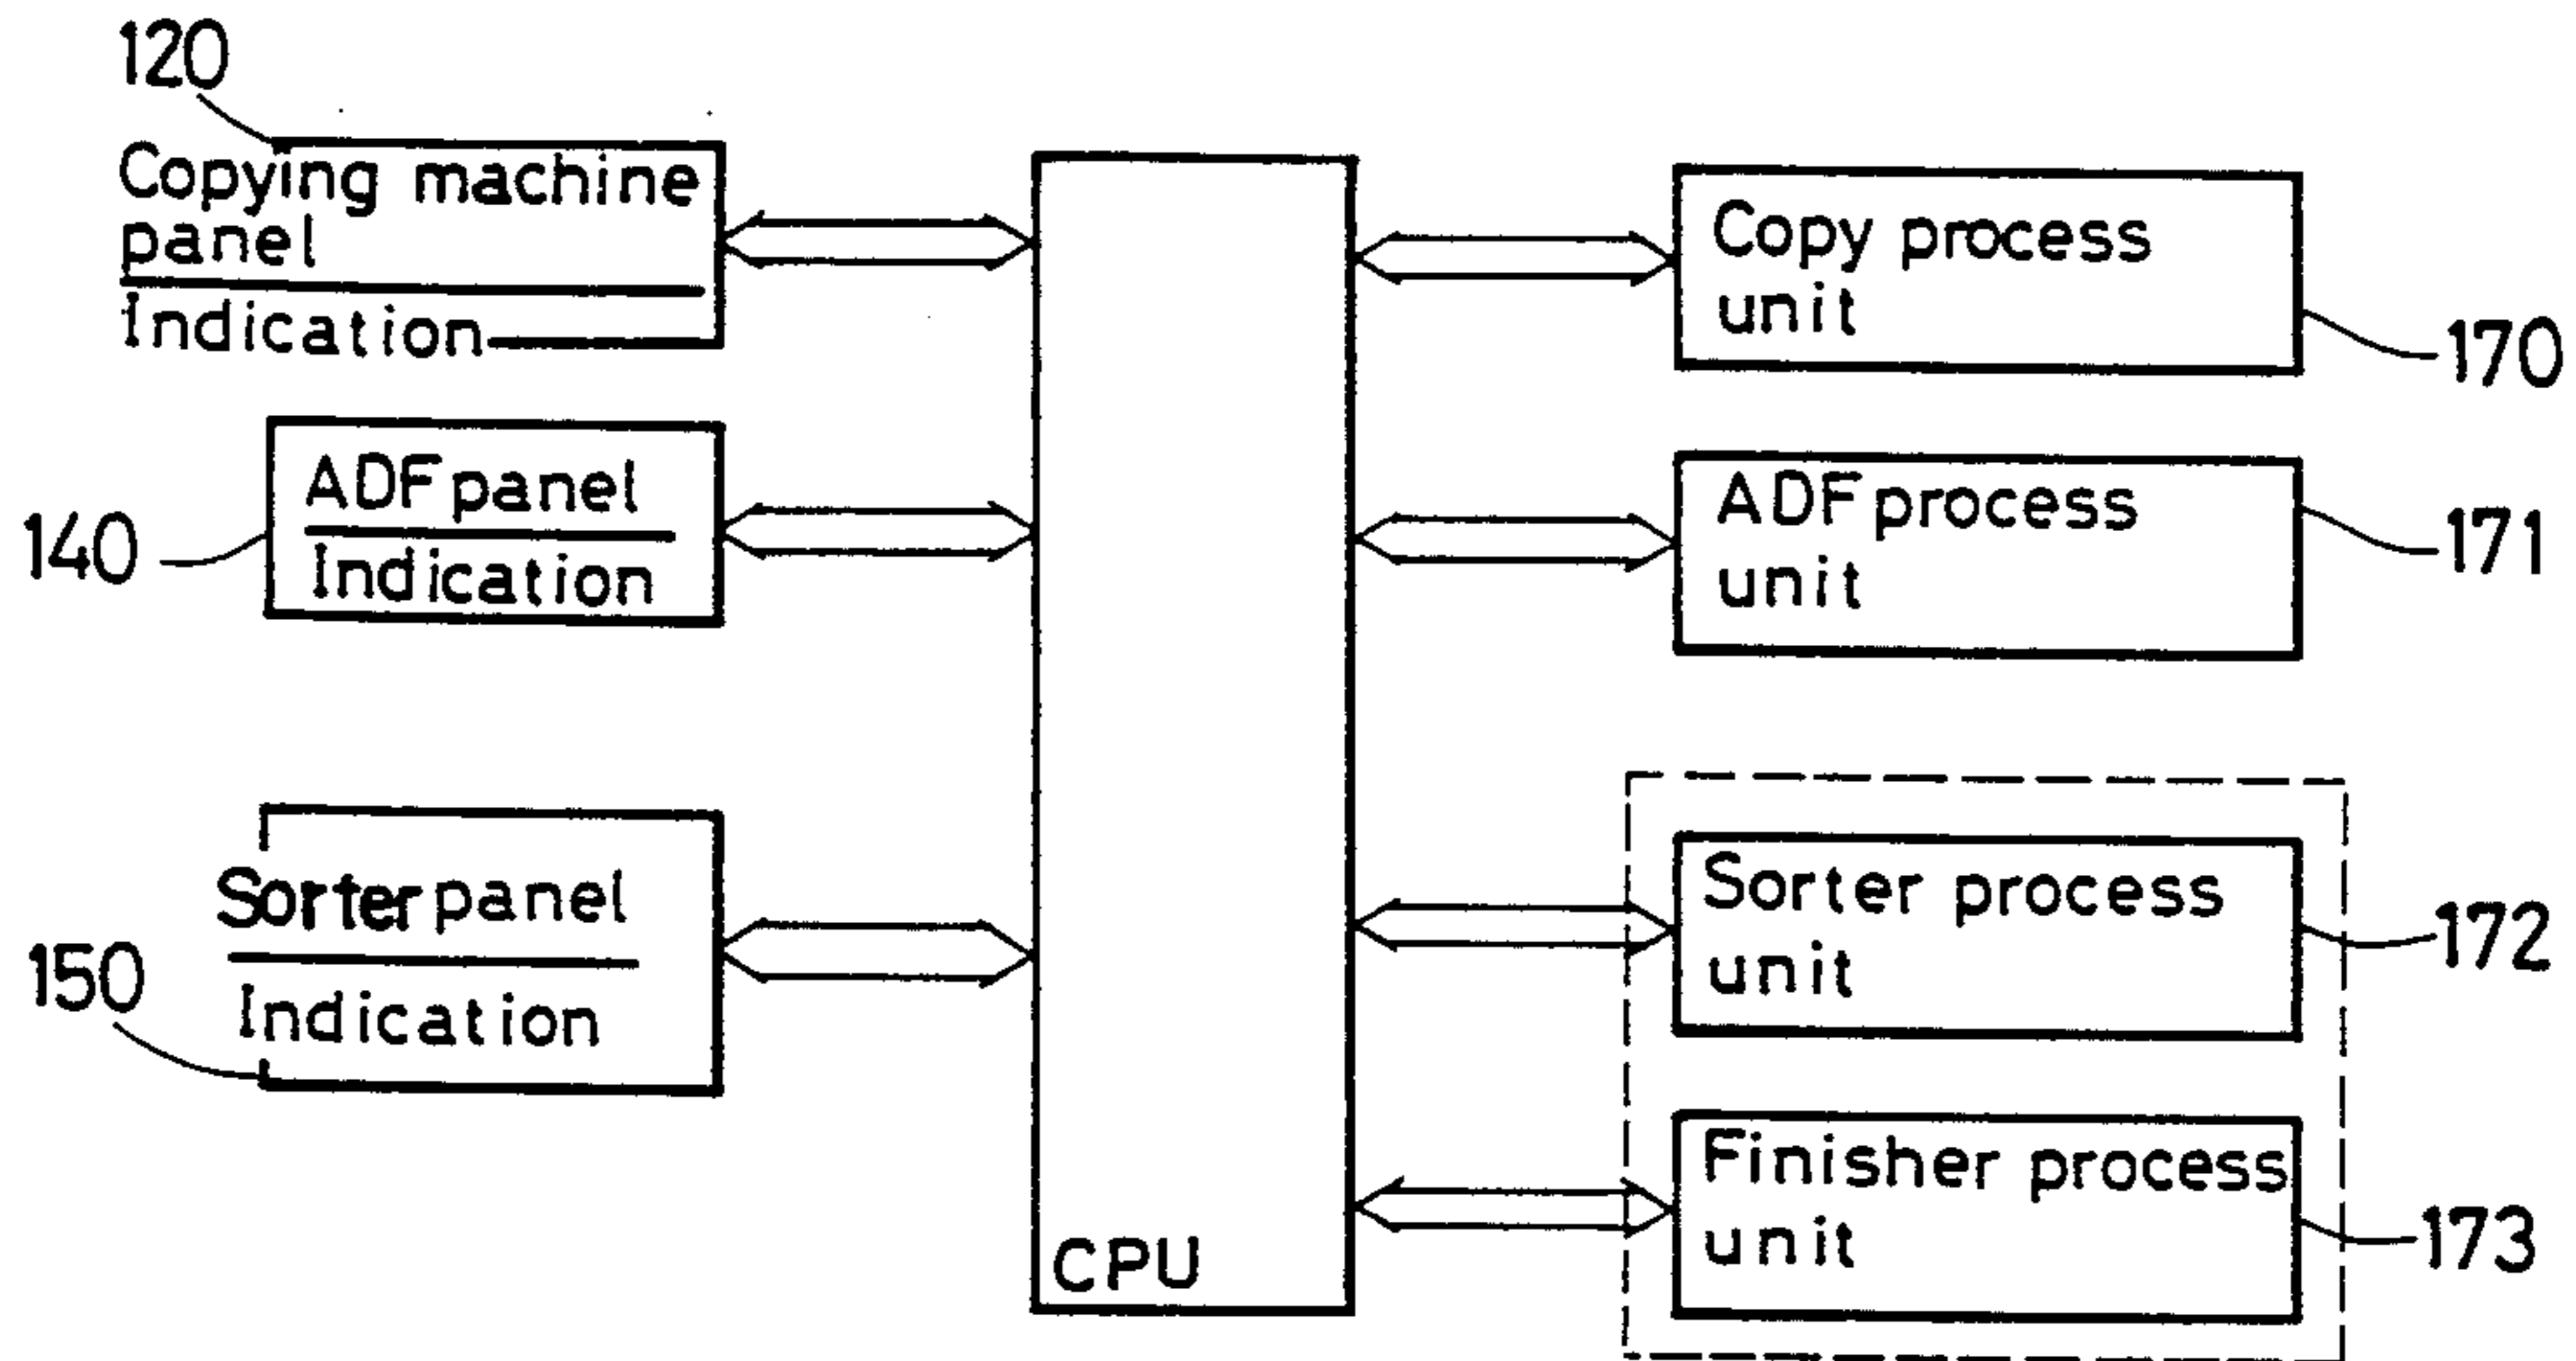 120
Copying machine
panel
Indication
140
ADF panel
Indication
150
Sorter panel
Indication
CPU
Copy process
unit
170
ADF process
unit
171
Sorter process
unit
172
Finisher process
unit
173